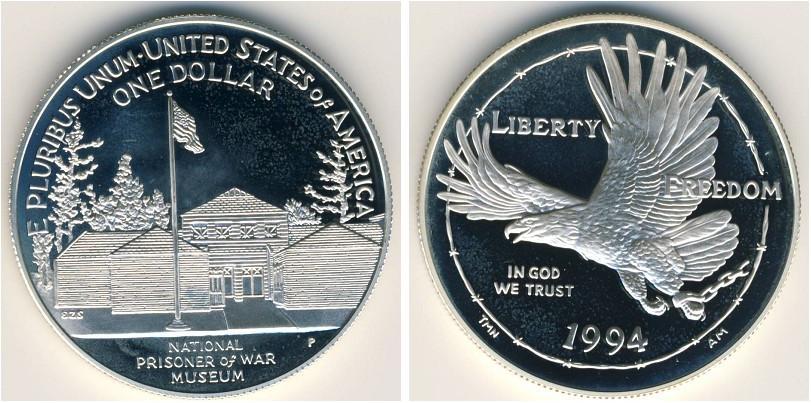 E PLURIBUS UNUM · UNITED STATES of AMERICA
ONE DOLLAR
EZS
P
NATIONAL
PRISONER of WAR
MUSEUM
LIBERTY
FREEDOM
IN GOD
WE TRUST
1994
TMN
AM